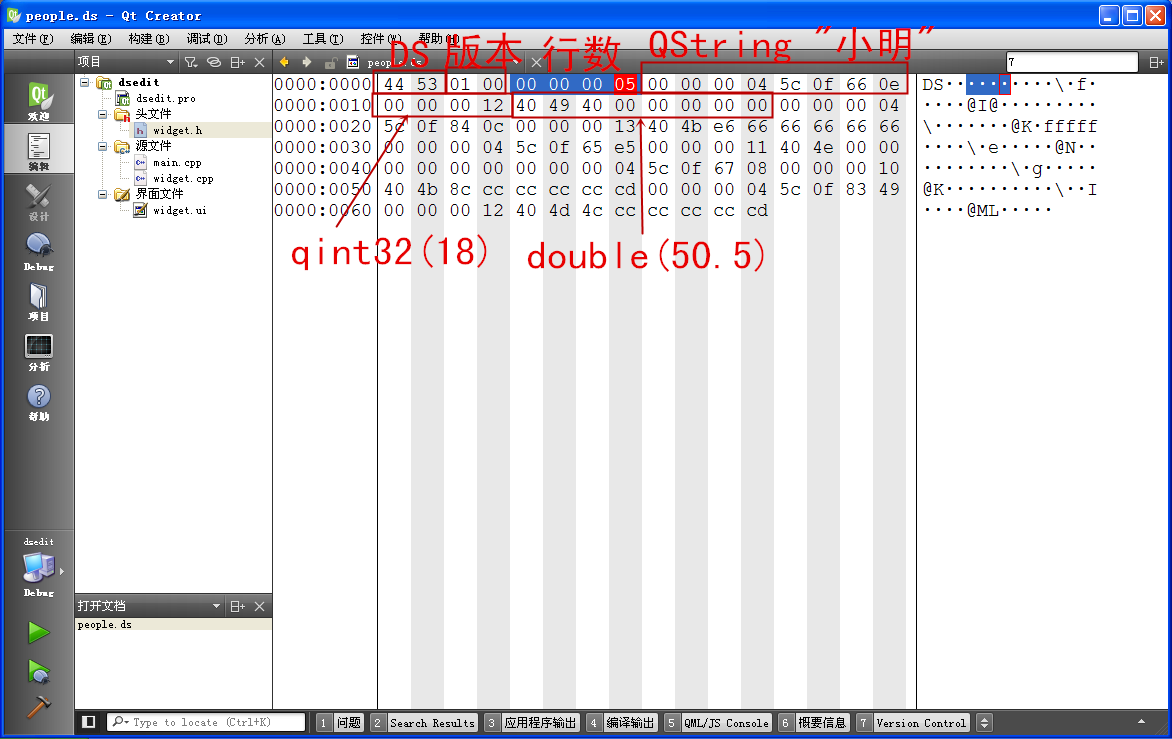 people.ds - Qt Creator
文件(F) 编辑(E) 构建(B) 调试(D) 分析(A) 工具(T) 控件(W) 帮助(H)
DS 版本 行数 QString "小明"
项目 people.ds 7
欢迎
编辑
设计
Debug
项目
分析
帮助
dsedit
Debug
dsedit
dsedit.pro
头文件
widget.h
源文件
main.cpp
widget.cpp
界面文件
widget.ui
打开文档
people.ds
0000:0000 44 53 01 00 00 00 00 05 00 00 00 04 5c 0f 66 0e DS··········\·f·
0000:0010 00 00 00 12 40 49 40 00 00 00 00 00 00 00 00 04 ····@I@·········
0000:0020 5c 0f 84 0c 00 00 00 13 40 4b e6 66 66 66 66 66 \·······@K·fffff
0000:0030 00 00 00 04 5c 0f 65 e5 00 00 00 11 40 4e 00 00 ····\·e·····@N··
0000:0040 00 00 00 00 00 00 00 04 5c 0f 67 08 00 00 00 10 ········\·g·····
0000:0050 40 4b 8c cc cc cc cc cd 00 00 00 04 5c 0f 83 49 @K··········\··I
0000:0060 00 00 00 12 40 4d 4c cc cc cc cc cd ····@ML·····
qint32(18) double(50.5)
Type to locate (Ctrl+K) 1 问题 2 Search Results 3 应用程序输出 4 编译输出 5 QML/JS Console 6 概要信息 7 Version Control